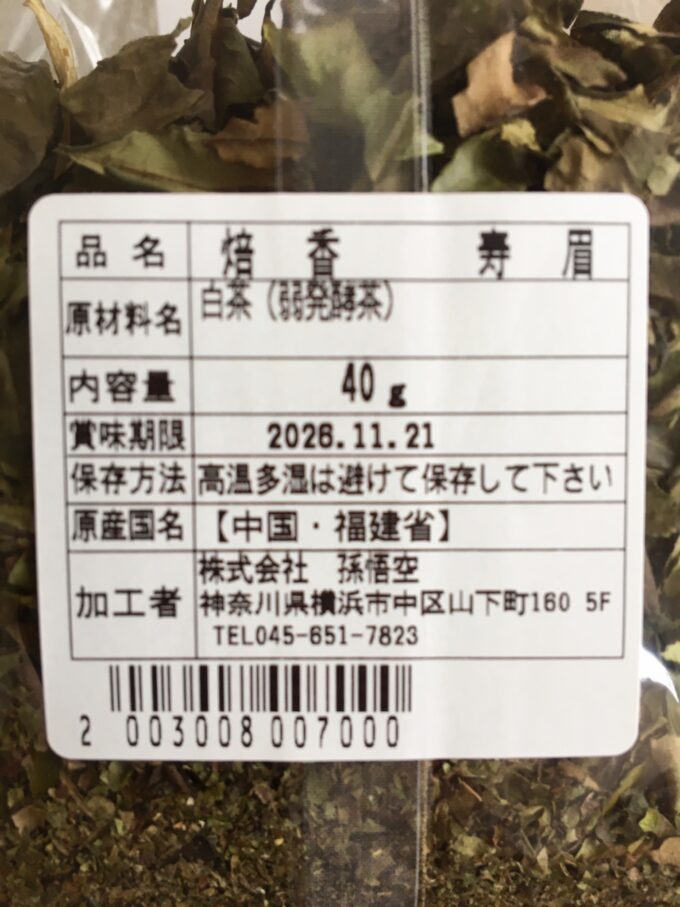 品名 焙香 寿眉
原材料名 白茶（弱発酵茶）
内容量 40g
賞味期限 2026.11.21
保存方法 高温多湿は避けて保存して下さい
原産国名 【中国・福建省】
加工者 株式会社 孫悟空
神奈川県横浜市中区山下町160 5F
TEL045-651-7823
2 003008 007000